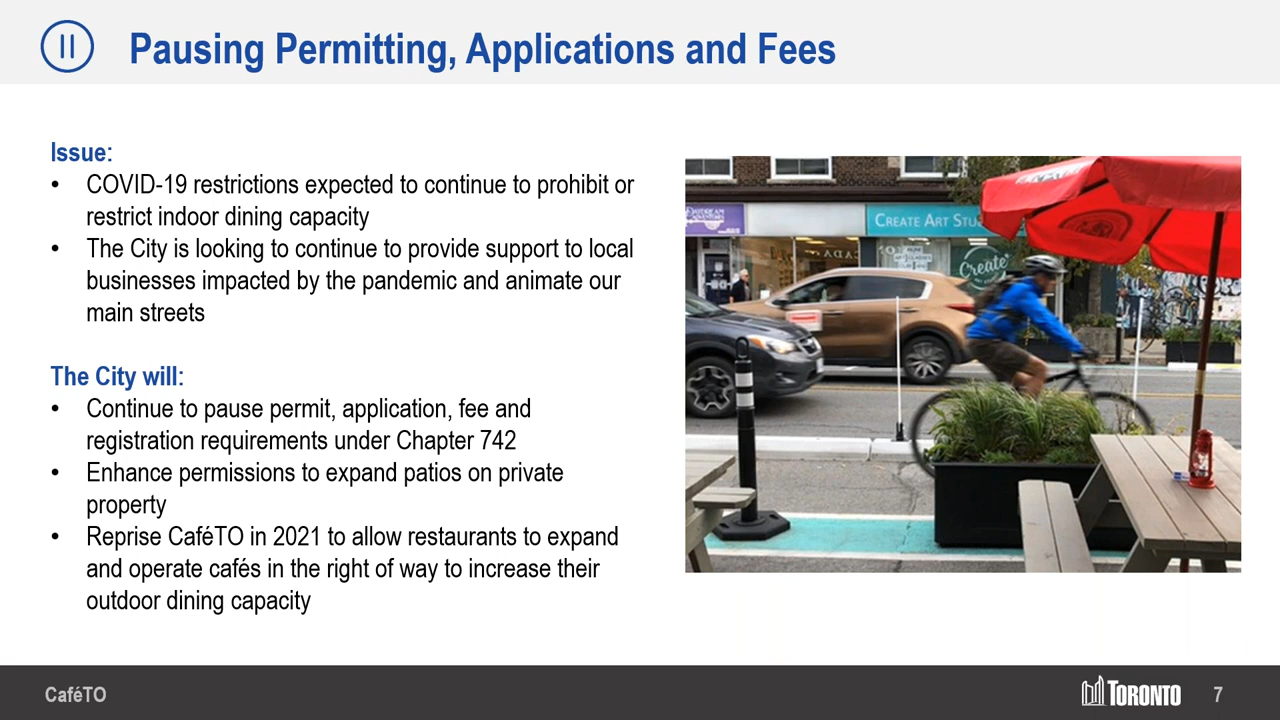 Pausing Permitting, Applications and Fees
Issue:
• COVID-19 restrictions expected to continue to prohibit or
restrict indoor dining capacity
• The City is looking to continue to provide support to local
businesses impacted by the pandemic and animate our
main streets
The City will:
• Continue to pause permit, application, fee and
registration requirements under Chapter 742
• Enhance permissions to expand patios on private
property
• Reprise CaféTO in 2021 to allow restaurants to expand
and operate cafés in the right of way to increase their
outdoor dining capacity
CREATE ART STU
Create
CaféTO
TORONTO
7